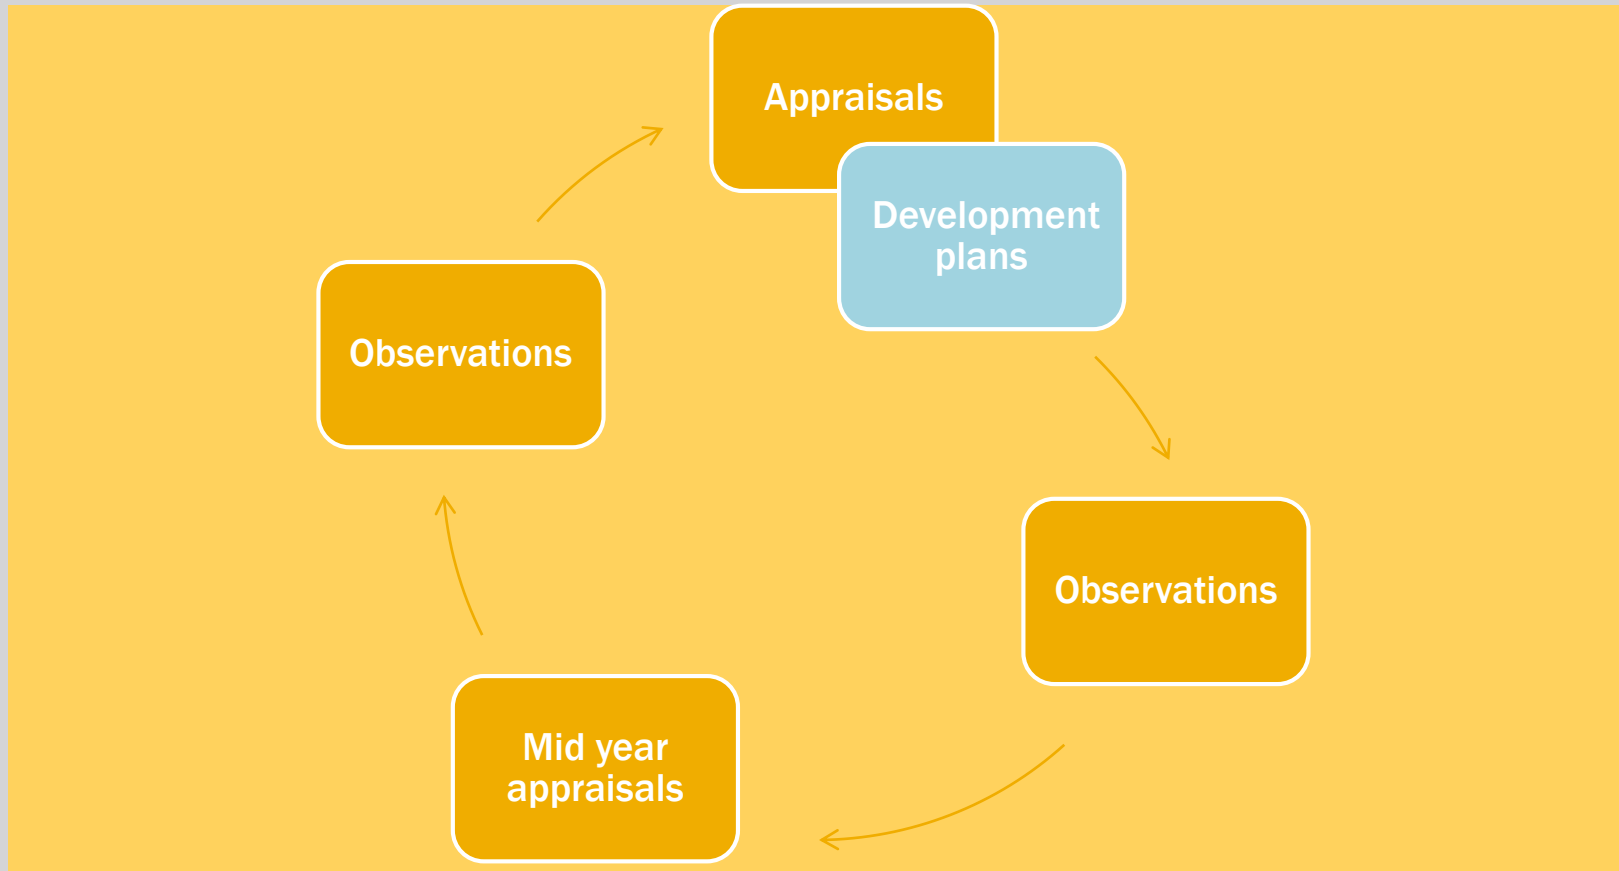 Appraisals
Development
plans
Observations
Observations
Mid year
appraisals